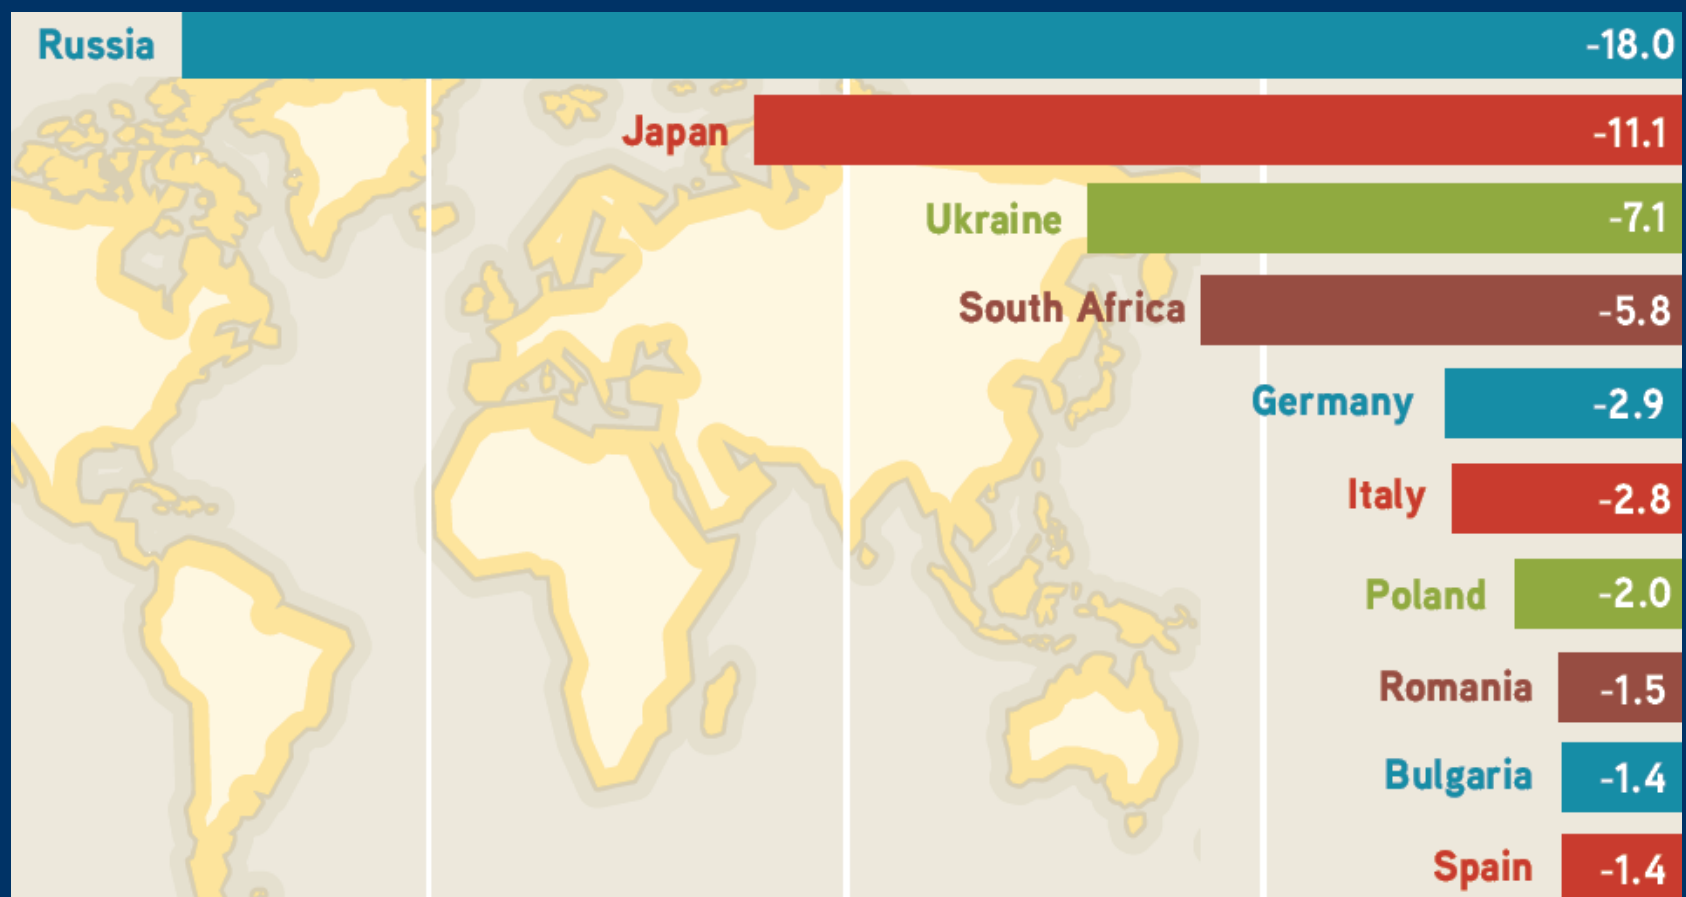 Russia -18.0
Japan -11.1
Ukraine -7.1
South Africa -5.8
Germany -2.9
Italy -2.8
Poland -2.0
Romania -1.5
Bulgaria -1.4
Spain -1.4